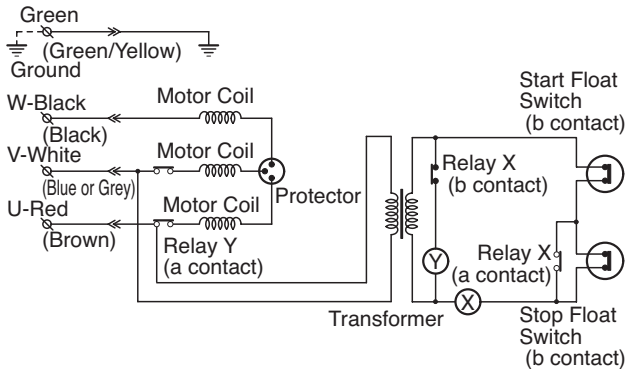 Green
(Green/Yellow)
Ground
W-Black
(Black)
Motor Coil
V-White
(Blue or Grey)
Motor Coil
Protector
U-Red
(Brown)
Motor Coil
Relay Y
(a contact)
Transformer
Relay X
(b contact)
Y
X
Relay X
(a contact)
Start Float
Switch
(b contact)
Stop Float
Switch
(b contact)